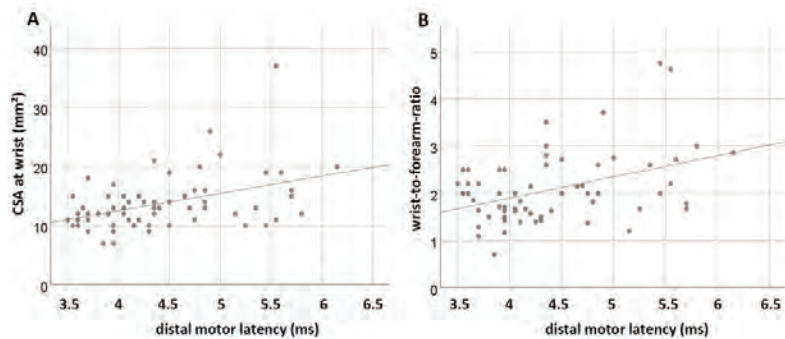 A
CSA at wrist (mm²)
40
30
20
10
0
3.5 4 4.5 5 5.5 6 6.5
distal motor latency (ms)
B
wrist-to-forearm-ratio
5
4
3
2
1
0
3.5 4 4.5 5 5.5 6 6.5
distal motor latency (ms)